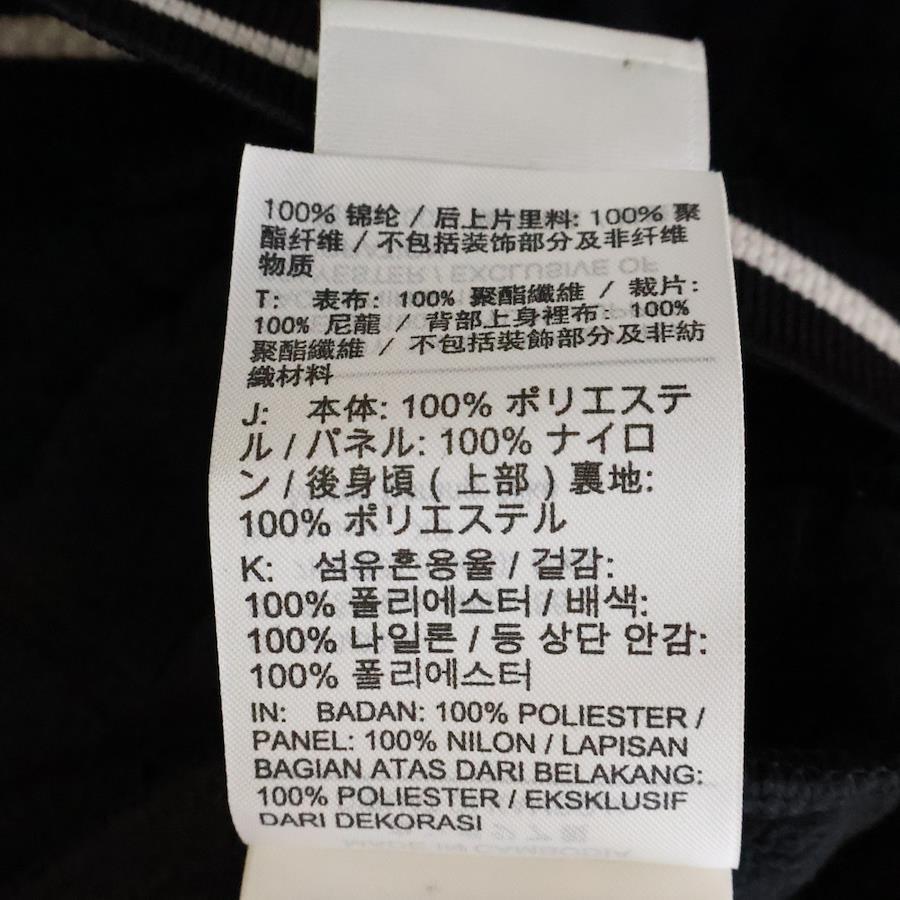 100% 锦纶 / 后上片里料: 100% 聚
酯纤维 / 不包括装饰部分及非纤维
物质
T: 表布: 100% 聚酯纖維 / 裁片:
100% 尼龍 / 背部上身裡布: 100%
聚酯纖維 / 不包括裝飾部分及非紡
織材料
J: 本体: 100% ポリエステ
ル / パネル: 100% ナイロ
ン / 後身頃 ( 上部 ) 裏地:
100% ポリエステル
K: 섬유혼용율 / 겉감:
100% 폴리에스터 / 배색:
100% 나일론 / 등 상단 안감:
100% 폴리에스터
IN: BADAN: 100% POLIESTER /
PANEL: 100% NILON / LAPISAN
BAGIAN ATAS DARI BELAKANG:
100% POLIESTER / EKSKLUSIF
DARI DEKORASI